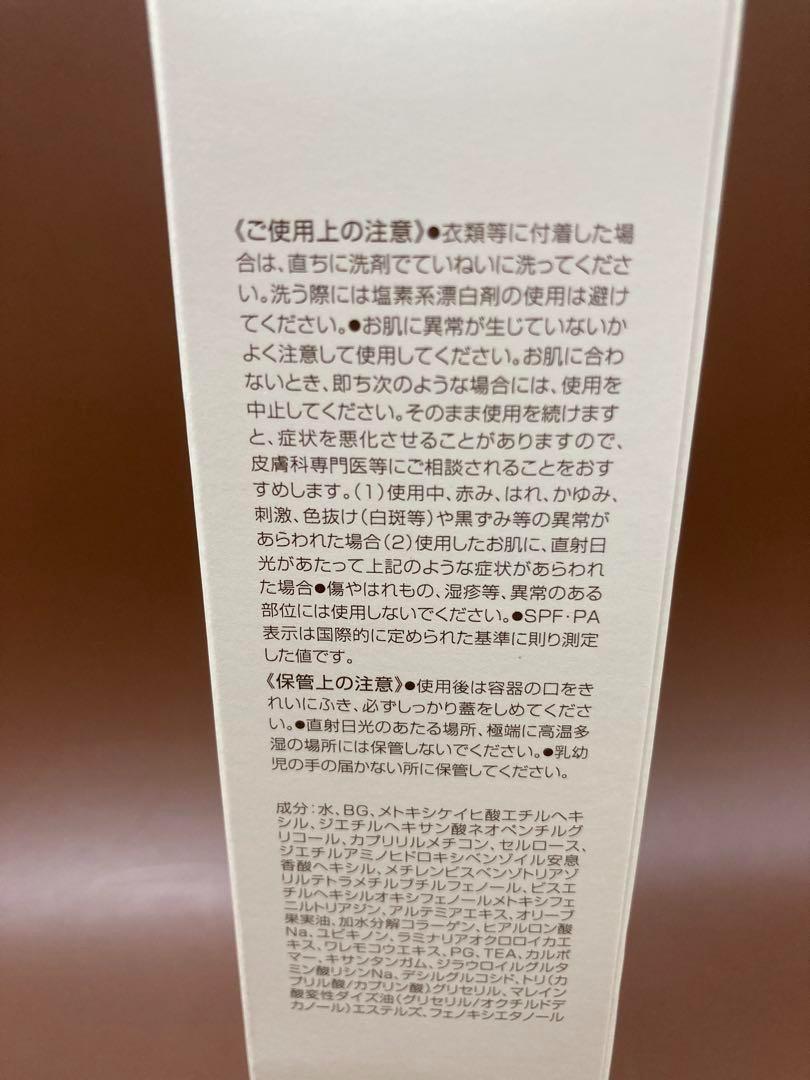 《ご使用上の注意》●衣類等に付着した場
合は、直ちに洗剤でていねいに洗ってくださ
い。洗う際には塩素系漂白剤の使用は避け
てください。●お肌に異常が生じていないか
よく注意して使用してください。お肌に合わ
ないとき、即ち次のような場合には、使用を
中止してください。そのまま使用を続けます
と、症状を悪化させることがありますので、
皮膚科専門医等にご相談されることをおす
すめします。(1)使用中、赤み、はれ、かゆみ、
刺激、色抜け(白斑等)や黒ずみ等の異常が
あらわれた場合(2)使用したお肌に、直射日
光があたって上記のような症状があらわれ
た場合●傷やはれもの、湿疹等、異常のある
部位には使用しないでください。●SPF・PA
表示は国際的に定められた基準に則り測定
した値です。
《保管上の注意》●使用後は容器の口をき
れいにふき、必ずしっかり蓋をしめてくださ
い。●直射日光のあたる場所、極端に高温多
湿の場所には保管しないでください。●乳幼
児の手の届かない所に保管してください。
成分:水、BG、メトキシケイヒ酸エチルヘキ
シル、ジエチルヘキサン酸ネオペンチルグ
リコール、カプリリルメチコン、セルロース、
ジエチルアミノヒドロキシベンゾイル安息
香酸ヘキシル、メチレンビスベンゾトリアゾ
リルテトラメチルブチルフェノール、ビスエ
チルヘキシルオキシフェノールメトキシフェ
ニルトリアジン、アルテミアエキス、オリーブ
果実油、加水分解コラーゲン、ヒアルロン酸
Na、ユビキノン、ラミナリアオクロロイカエ
キス、ワレモコウエキス、PG、TEA、カルボ
マー、キサンタンガム、ジラウロイルグルタ
ミン酸リシンNa、デシルグルコシド、トリ(カ
プリル酸/カプリン酸)グリセリル、マレイン
酸変性ダイズ油(グリセリル/オクチルドデ
カノール)エステルズ、フェノキシエタノール